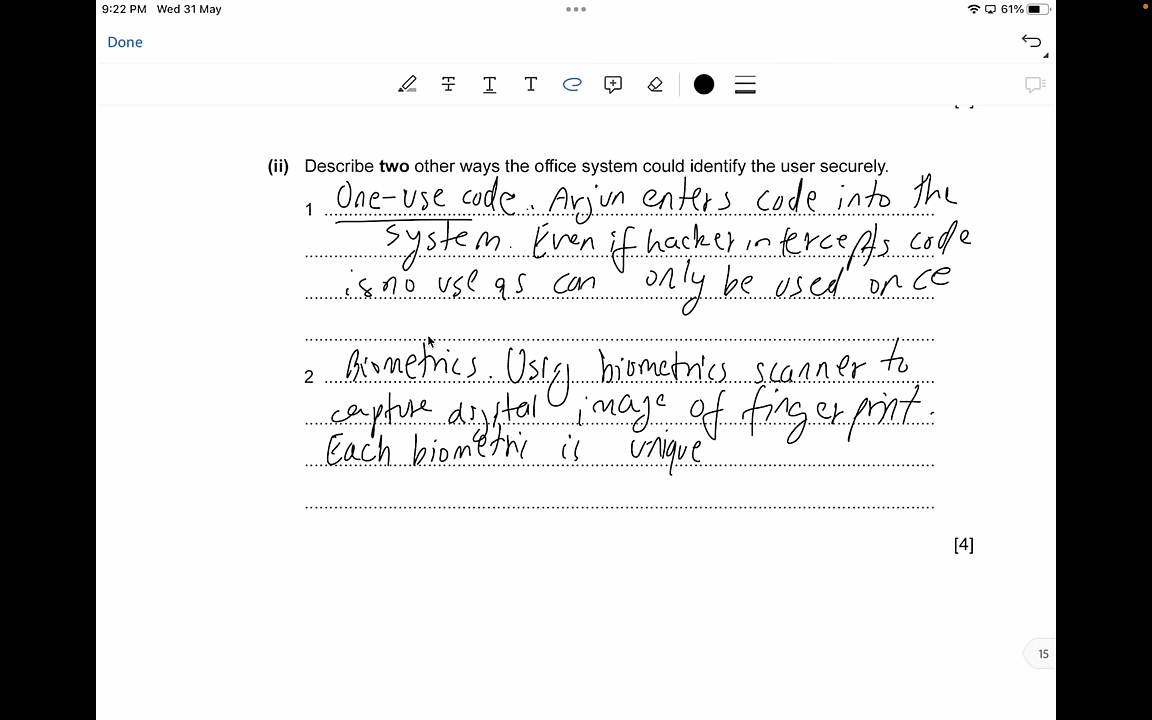 9:22 PM Wed 31 May
61%
Done
T T T
(ii) Describe two other ways the office system could identify the user securely.
1 One-use code. Arjun enters code into the
system. Even if hacker intercepts code
is no use as can only be used once
2 Biometrics. Using biometrics scanner to
capture digital image of fingerprint.
Each biometric is unique
[4]
15